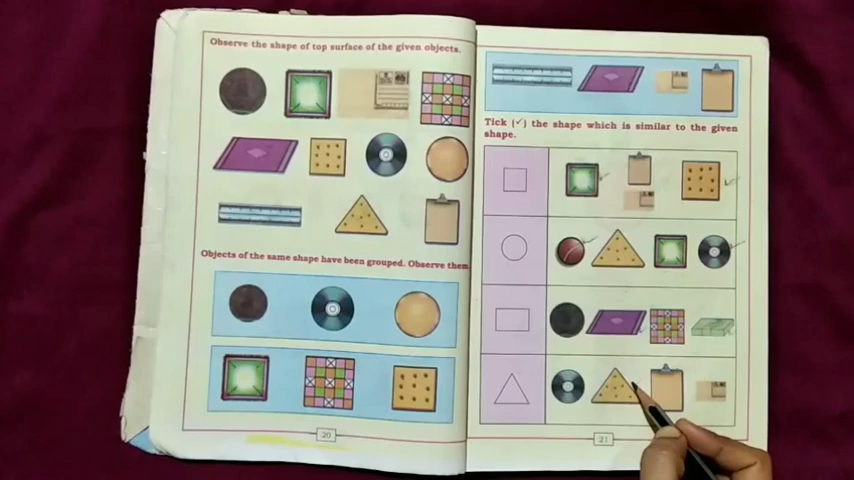 Observe the shape of top surface of the given objects.
Objects of the same shape have been grouped. Observe them
20
Tick (✓) the shape which is similar to the given
shape.
21